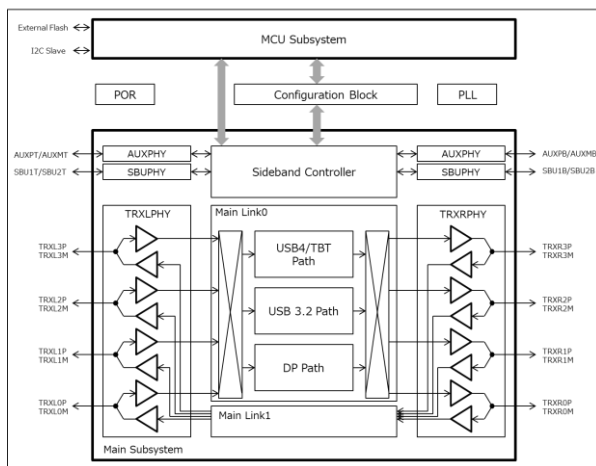 External Flash
MCU Subsystem
I2C Slave
POR
Configuration Block
PLL
AUXPT/AUXMT
AUXPHY
AUXPHY
AUXPB/AUXMB
Sideband Controller
SBU1T/SBU2T
SBUPHY
SBUPHY
SBU1B/SBU2B
TRXLPHY
Main Link0
TRXRPHY
USB4/TBT
Path
TRXL3P
TRXL3M
TRXR3P
TRXR3M
USB 3.2 Path
TRXL2P
TRXL2M
TRXR2P
TRXR2M
DP Path
TRXL1P
TRXL1M
TRXR1P
TRXR1M
TRXL0P
TRXL0M
TRXR0P
TRXR0M
Main Link1
Main Subsystem